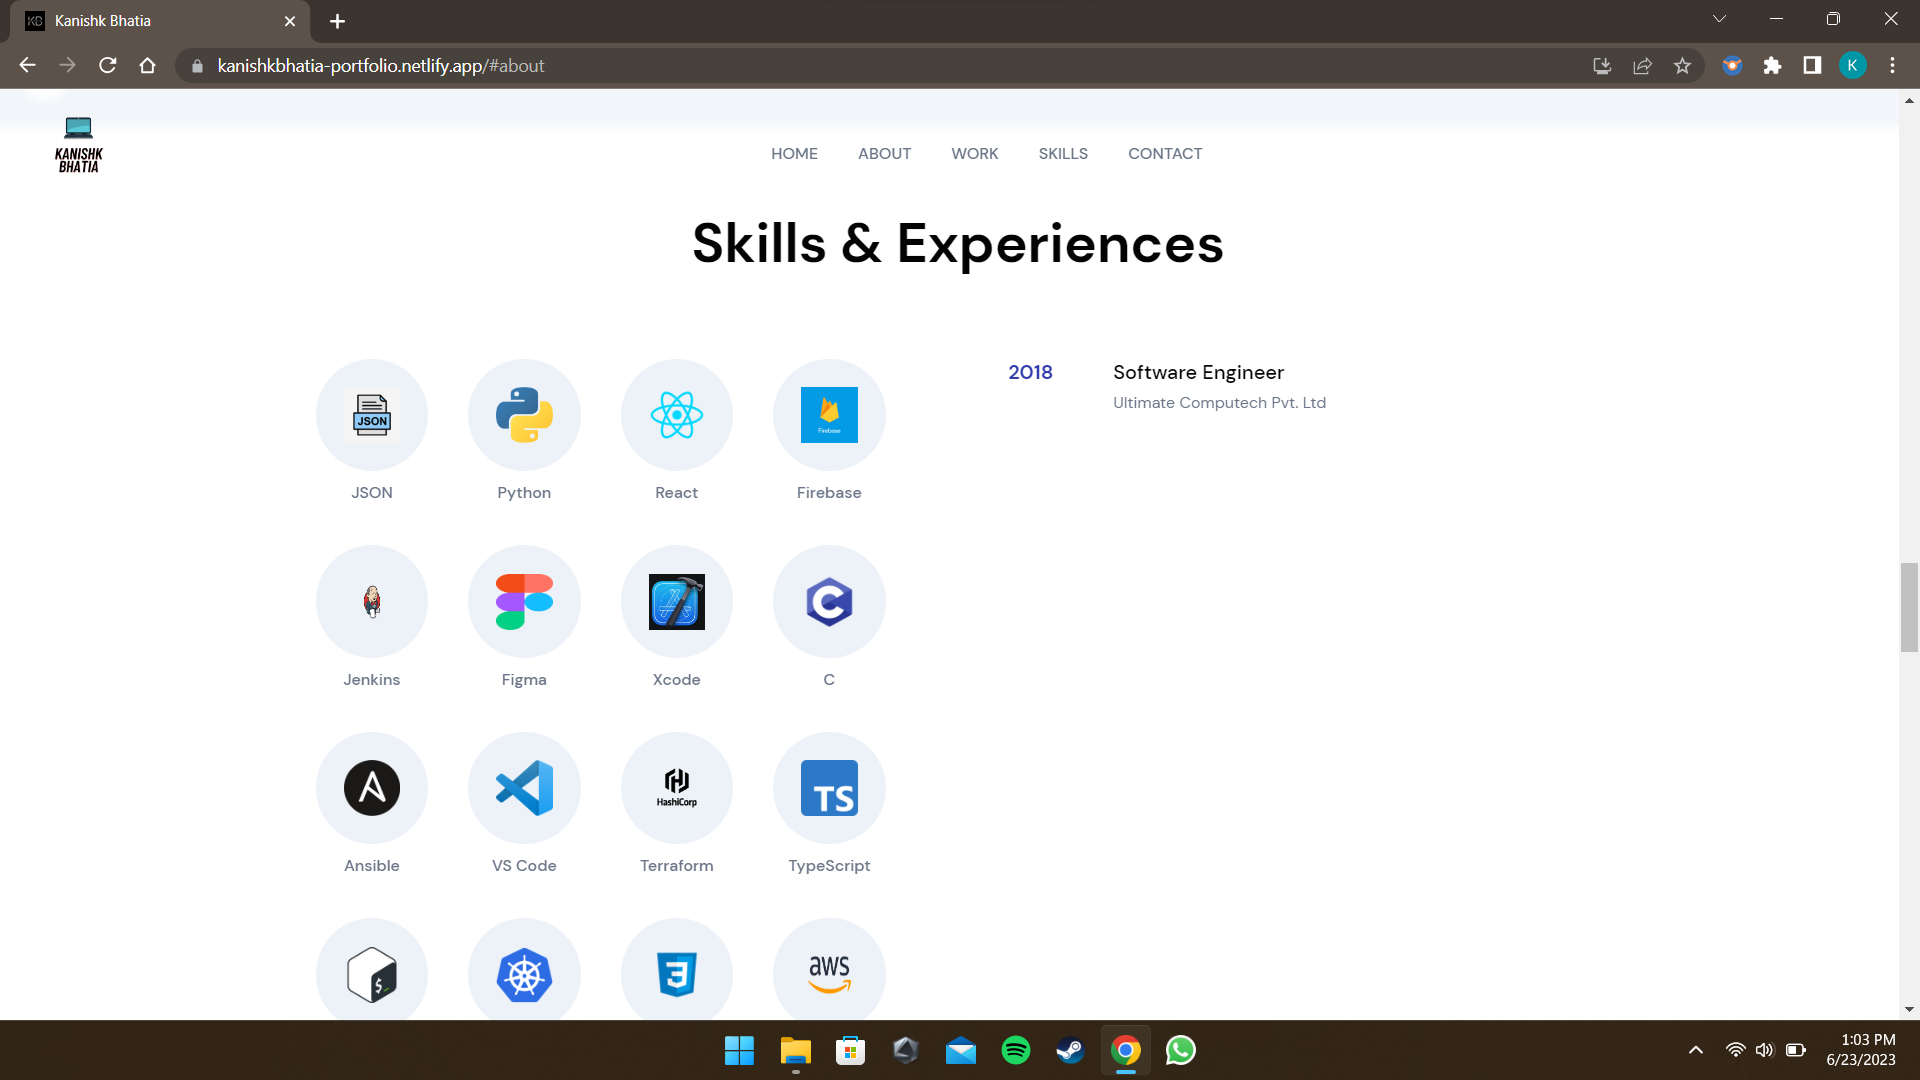 Kanishk Bhatia
kanishkbhatia-portfolio.netlify.app/#about
K
KANISHK
BHATIA
HOME ABOUT WORK SKILLS CONTACT
Skills & Experiences
JSON
Firebase
JSON Python React Firebase
2018 Software Engineer
Ultimate Computech Pvt. Ltd
C
Jenkins Figma Xcode C
A
HashiCorp
TS
Ansible VS Code Terraform TypeScript
$_
3
aws
1:03 PM
6/23/2023